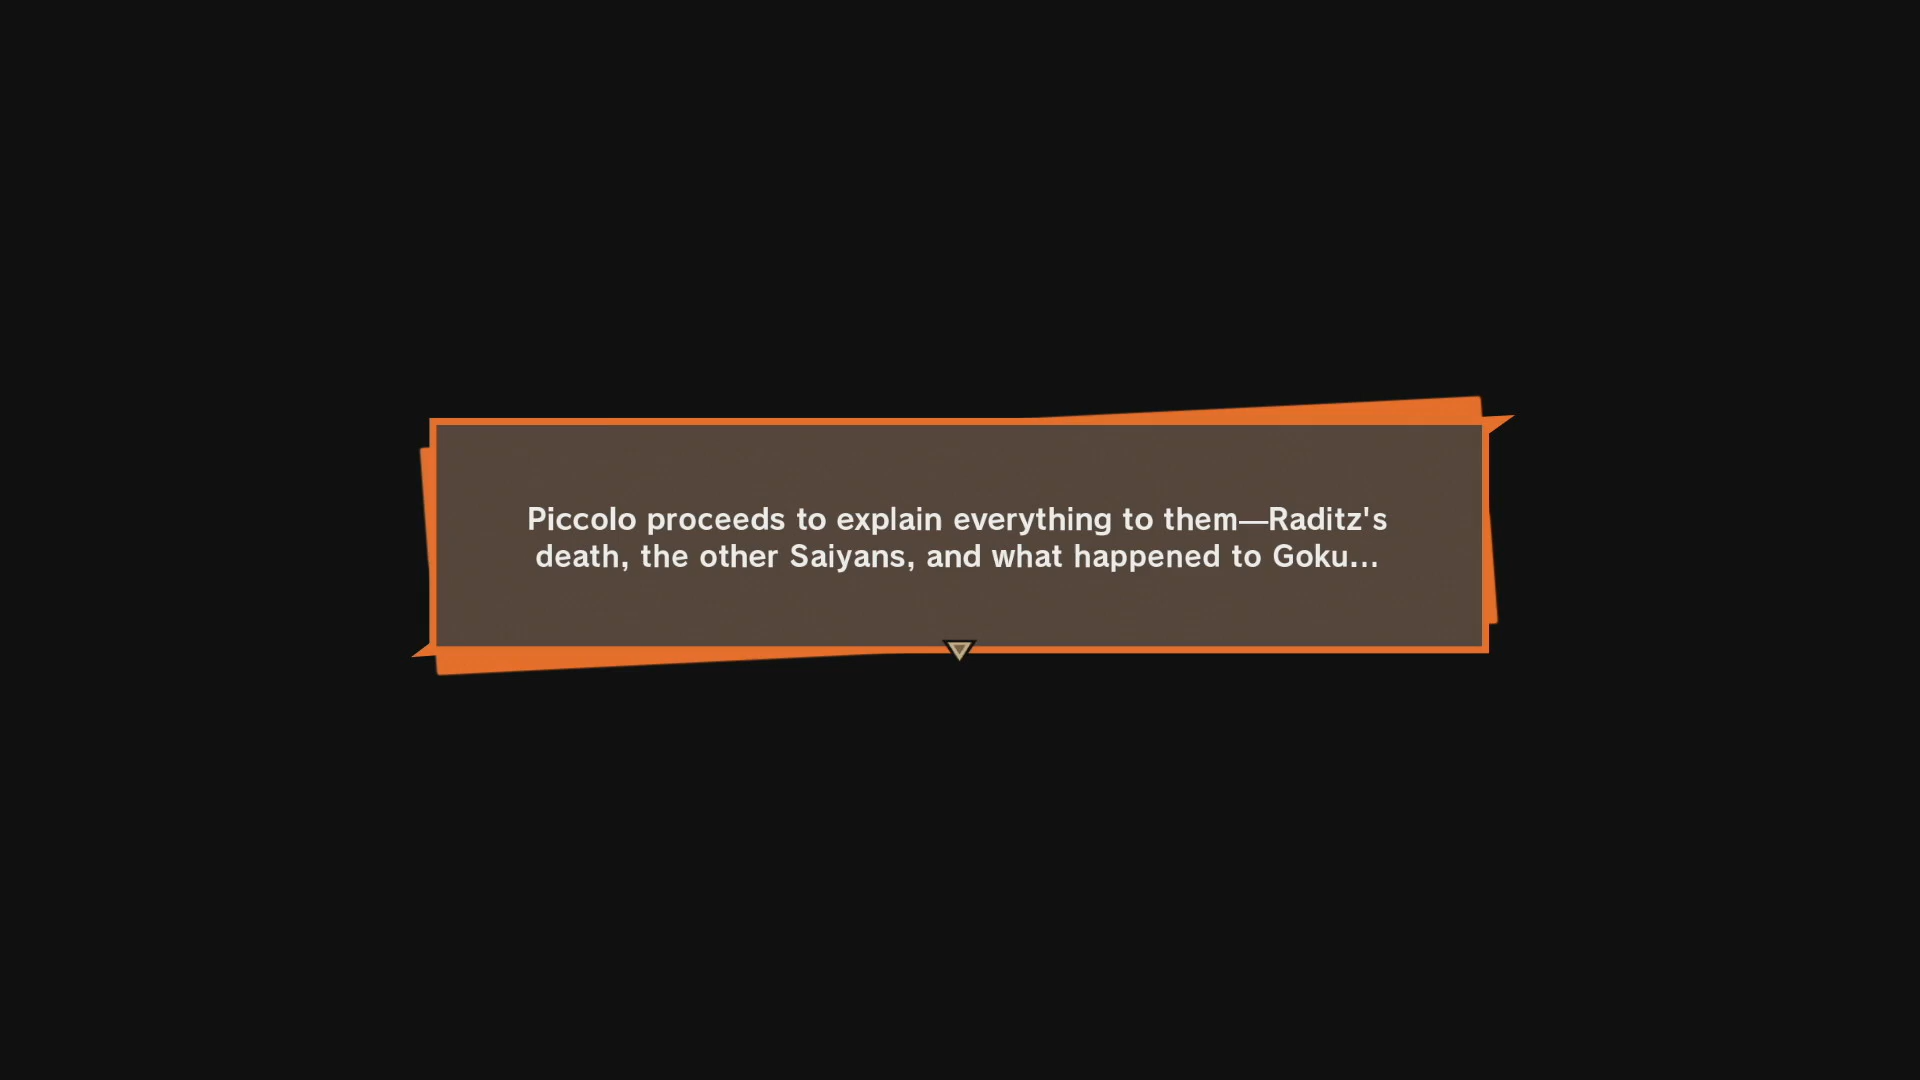 Piccolo proceeds to explain everything to them—Raditz's
death, the other Saiyans, and what happened to Goku...